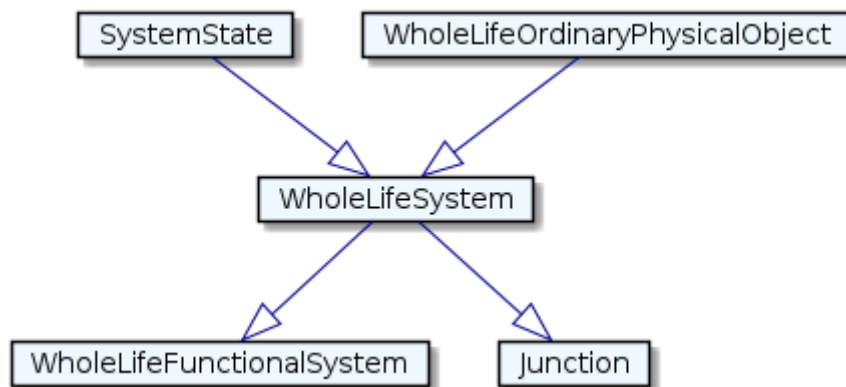 SystemState
WholeLifeOrdinaryPhysicalObject
WholeLifeSystem
WholeLifeFunctionalSystem
Junction